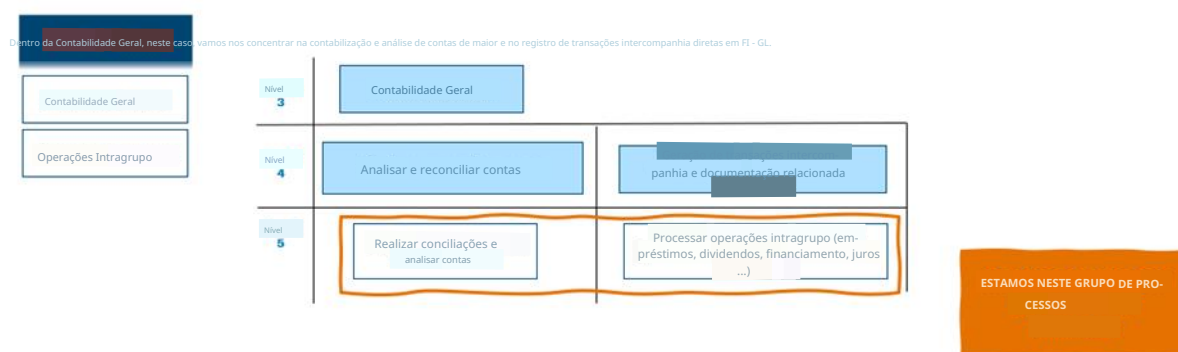 Dentro da Contabilidade Geral, neste caso, vamos nos concentrar na contabilização e análise de contas de maior e no registro de transações intercompanhia diretas em FI - GL.
Contabilidade Geral
Operações Intragrupo
Nível
3
Contabilidade Geral
Nível
4
Analisar e reconciliar contas
panhia e documentação relacionada
Nível
5
Realizar conciliações e
analisar contas
Processar operações intragrupo (em-
préstimos, dividendos, financiamento, juros
...)
ESTAMOS NESTE GRUPO DE PRO-
CESSOS